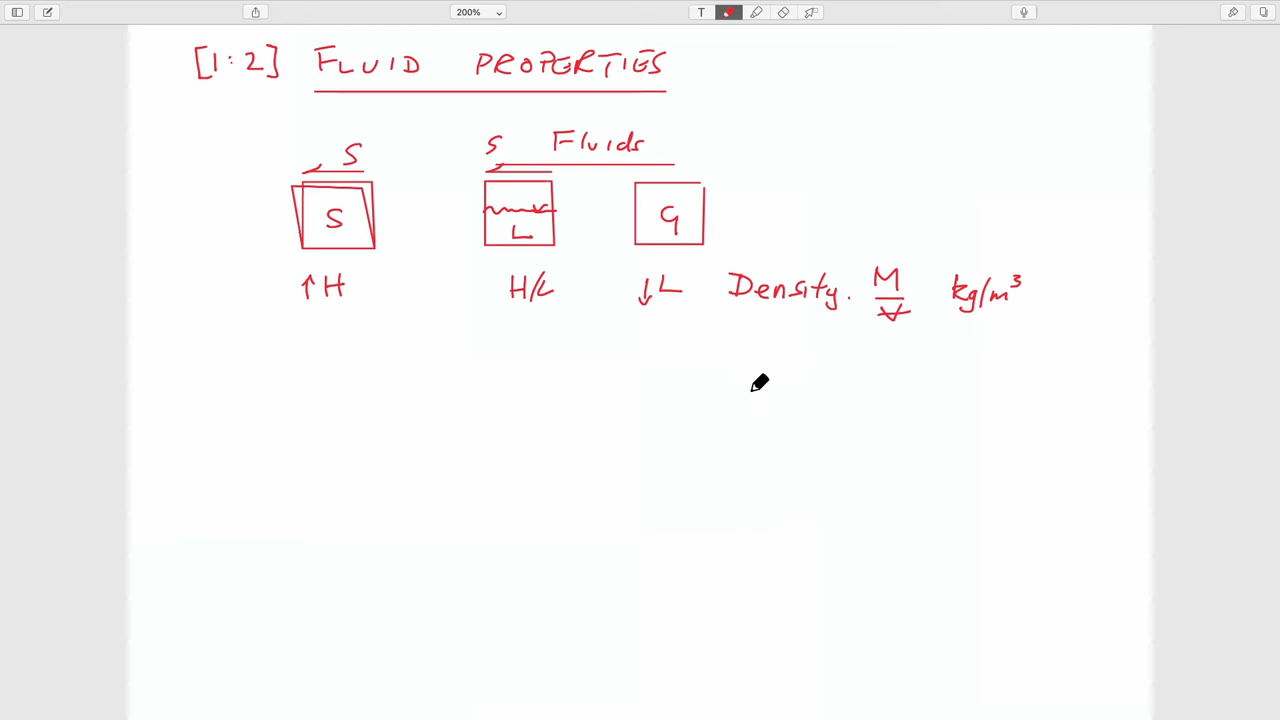 200%
T
[1:2] FLUID PROPERTIES
S S Fluids
S L G
↑H H/L ↓L Density. M/V kg/m³